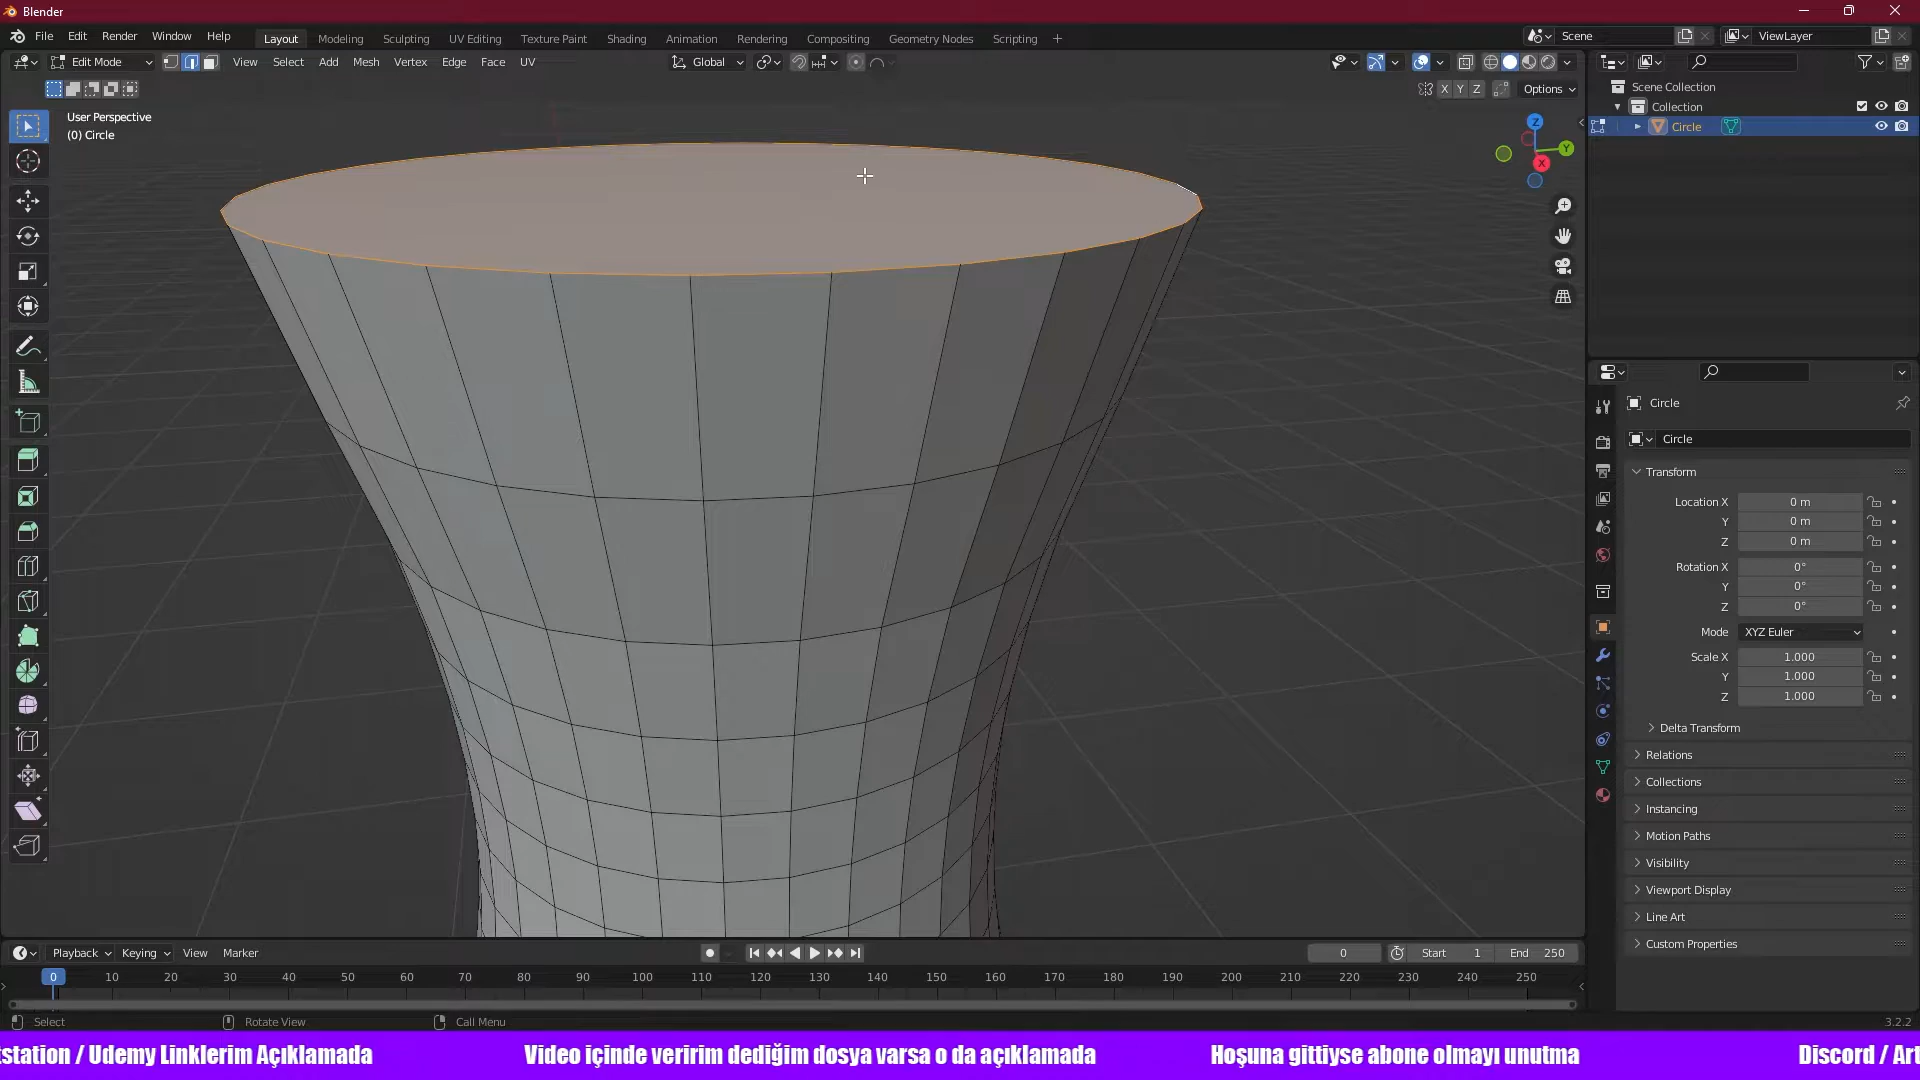 Blender
File Edit Render Window Help Layout Modeling Sculpting UV Editing Texture Paint Shading Animation Rendering Compositing Geometry Nodes Scripting Scene ViewLayer
Edit Mode View Select Add Mesh Vertex Edge Face UV Global
X Y Z Options
User Perspective
(0) Circle
Z
Y
X
Scene Collection
Collection
Circle
Circle
Circle
Transform
Location X 0 m
Y 0 m
Z 0 m
Rotation X 0°
Y 0°
Z 0°
Mode XYZ Euler
Scale X 1.000
Y 1.000
Z 1.000
Delta Transform
Relations
Collections
Instancing
Motion Paths
Visibility
Viewport Display
Line Art
Custom Properties
Playback Keying View Marker 0 Start 1 End 250
0 10 20 30 40 50 60 70 80 90 100 110 120 130 140 150 160 170 180 190 200 210 220 230 240 250
Select Rotate View Call Menu 3.2.2
tstation / Udemy Linklerim Açıklamada Video içinde veririm dediğim dosya varsa o da açıklamada Hoşuna gittiyse abone olmayı unutma Discord / Art